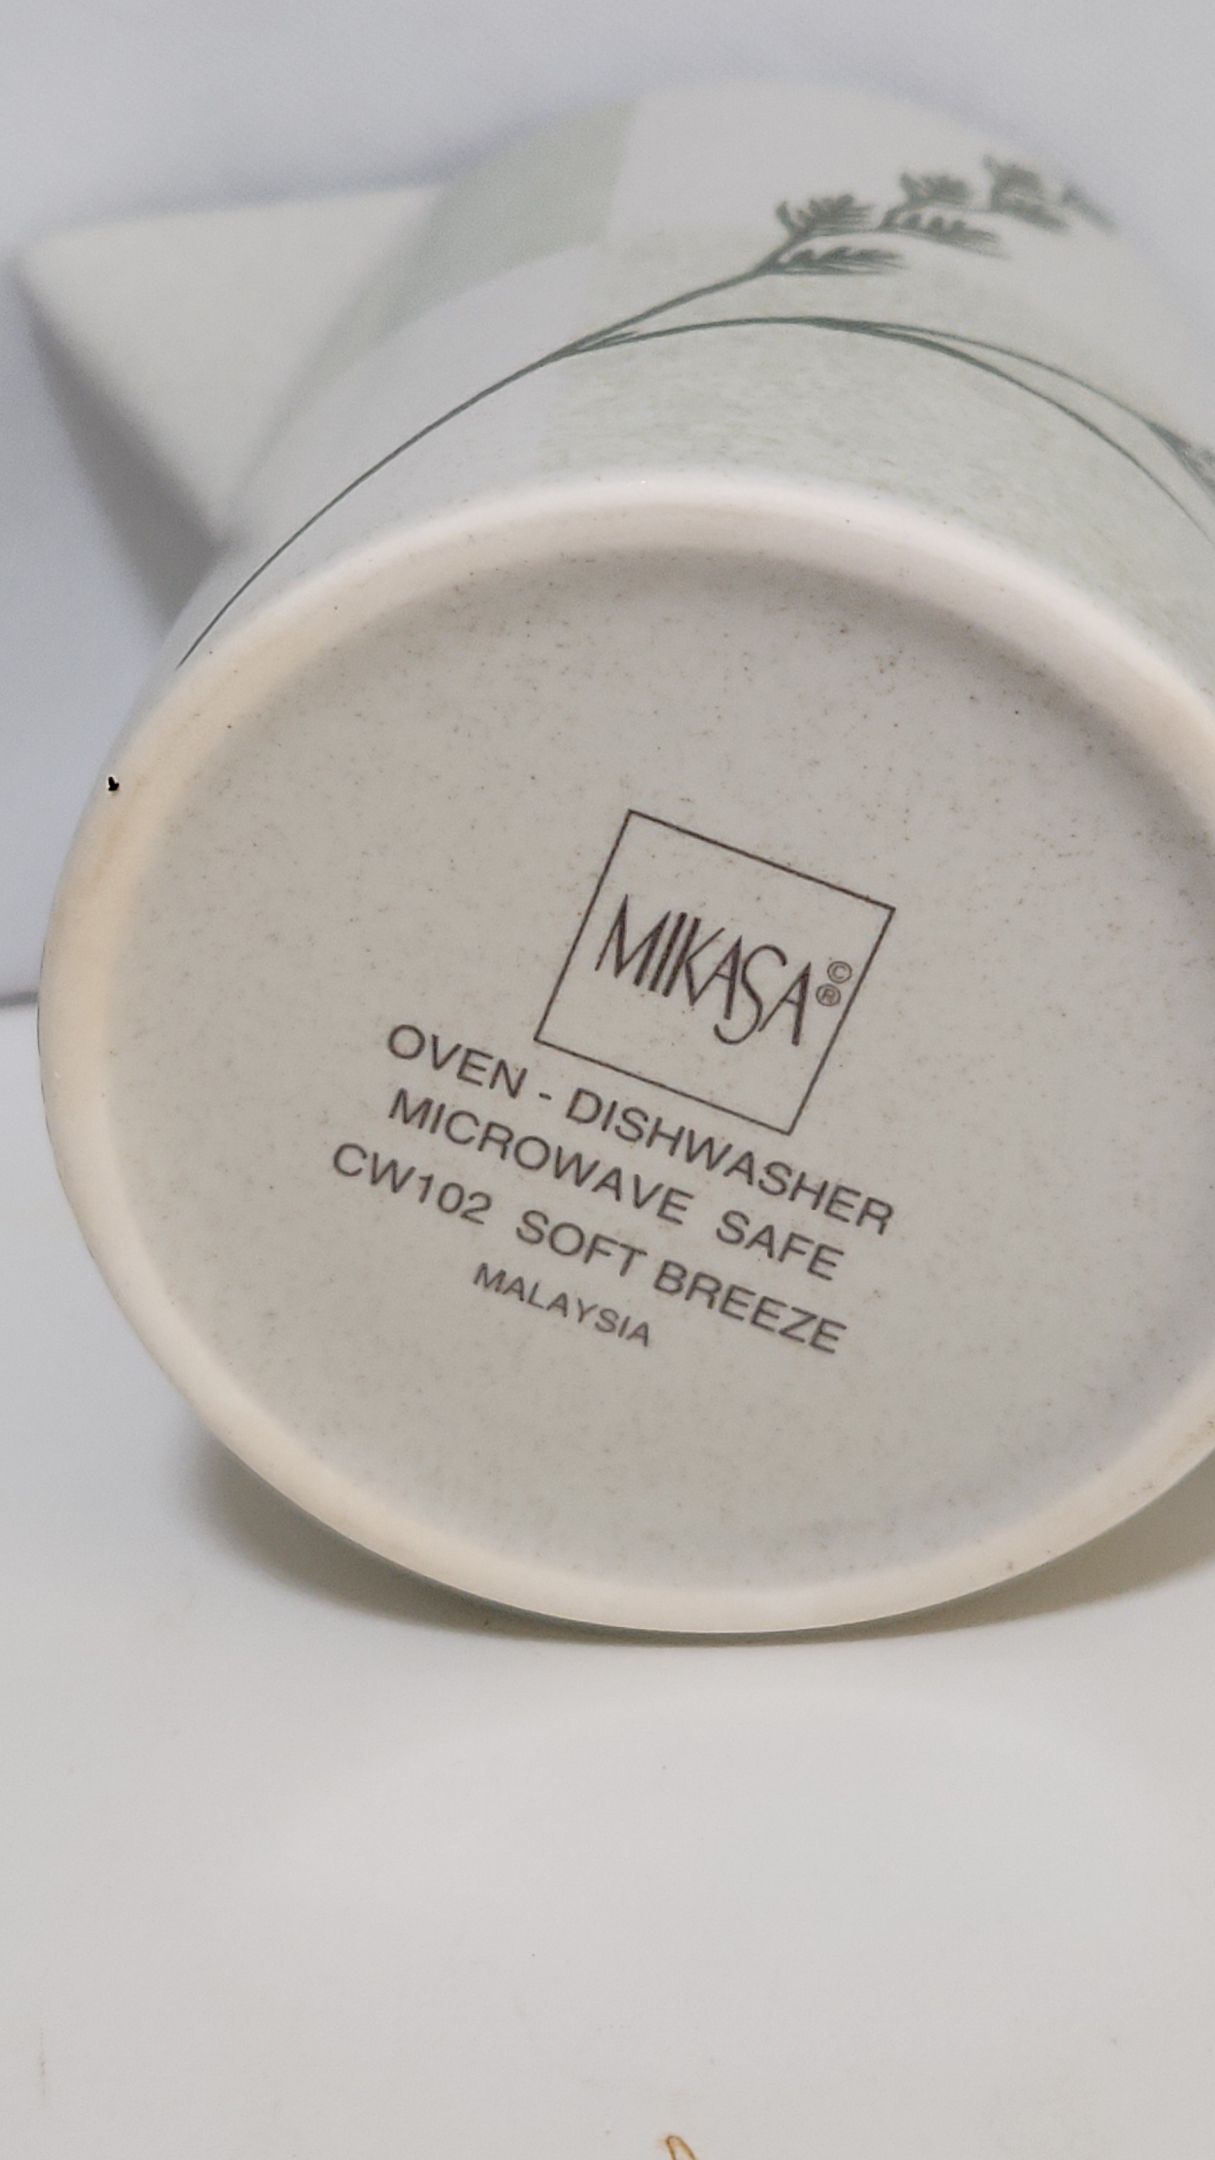 MIKASA©®
OVEN - DISHWASHER
MICROWAVE SAFE
CW102 SOFT BREEZE
MALAYSIA